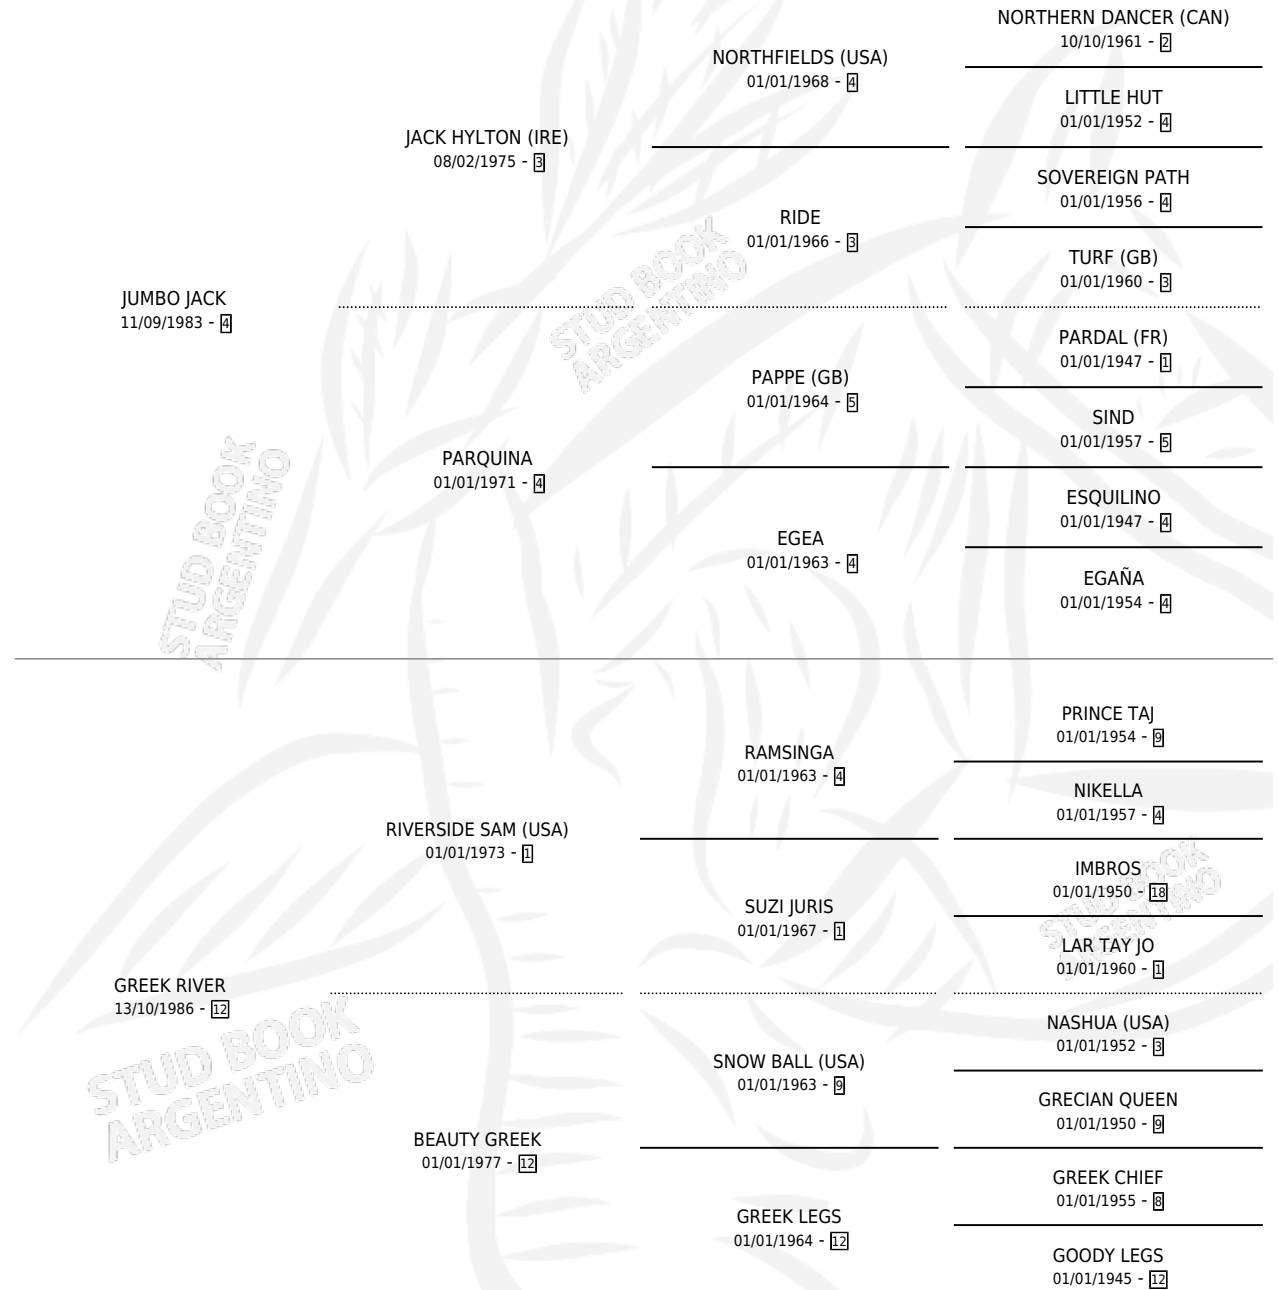 NORTHERN DANCER (CAN)
10/10/1961 - 2
NORTHFIELDS (USA)
01/01/1968 - 4
LITTLE HUT
01/01/1952 - 4
JACK HYLTON (IRE)
08/02/1975 - 3
SOVEREIGN PATH
01/01/1956 - 4
RIDE
01/01/1966 - 3
TURF (GB)
01/01/1960 - 3
JUMBO JACK
11/09/1983 - 4
PARDAL (FR)
01/01/1947 - 1
PAPPE (GB)
01/01/1964 - 5
SIND
01/01/1957 - 5
PARQUINA
01/01/1971 - 4
ESQUILINO
01/01/1947 - 4
EGEA
01/01/1963 - 4
EGAÑA
01/01/1954 - 4
PRINCE TAJ
01/01/1954 - 9
RAMSINGA
01/01/1963 - 4
NIKELLA
01/01/1957 - 4
RIVERSIDE SAM (USA)
01/01/1973 - 1
IMBROS
01/01/1950 - 18
SUZI JURIS
01/01/1967 - 1
LAR TAY JO
01/01/1960 - 1
GREEK RIVER
13/10/1986 - 12
NASHUA (USA)
01/01/1952 - 3
SNOW BALL (USA)
01/01/1963 - 9
GRECIAN QUEEN
01/01/1950 - 9
BEAUTY GREEK
01/01/1977 - 12
GREEK CHIEF
01/01/1955 - 8
GREEK LEGS
01/01/1964 - 12
GOODY LEGS
01/01/1945 - 12
STUD BOOK
ARGENTINO
STUD BOOK
ARGENTINO
STUD BOOK
ARGENTINO
STUD BOOK
ARGENTINO